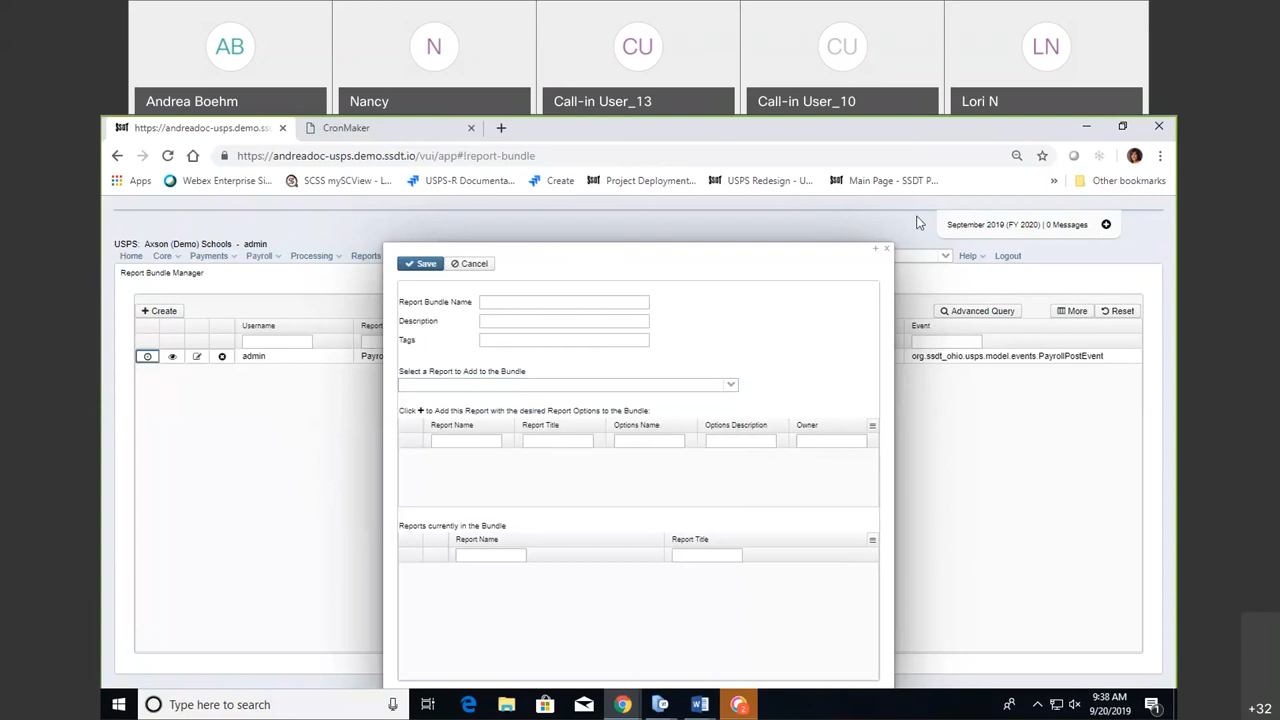 AB
N
CU
CU
LN
Andrea Boehm
Nancy
Call-in User_13
Call-in User_10
Lori N
https://andreadoc-usps.demo.ssd
CronMaker
https://andreadoc-usps.demo.ssdt.io/vui/app#!report-bundle
Apps
Webex Enterprise Si...
SCSS mySCView - L...
USPS-R Documenta...
Create
Project Deployment...
USPS Redesign - U...
Main Page - SSDT P...
»
Other bookmarks
September 2019 (FY 2020) | 0 Messages
USPS: Axson (Demo) Schools - admin
Home
Core
Payments
Payroll
Processing
Reports
Help
Logout
Report Bundle Manager
Save
Cancel
Create
Advanced Query
More
Reset
Username
Report
Event
admin
Payro
org.ssdt_ohio.usps.model.events.PayrollPostEvent
Report Bundle Name
Description
Tags
Select a Report to Add to the Bundle
Click + to Add this Report with the desired Report Options to the Bundle:
Report Name
Report Title
Options Name
Options Description
Owner
Reports currently in the Bundle
Report Name
Report Title
Type here to search
9:38 AM
9/20/2019
+32